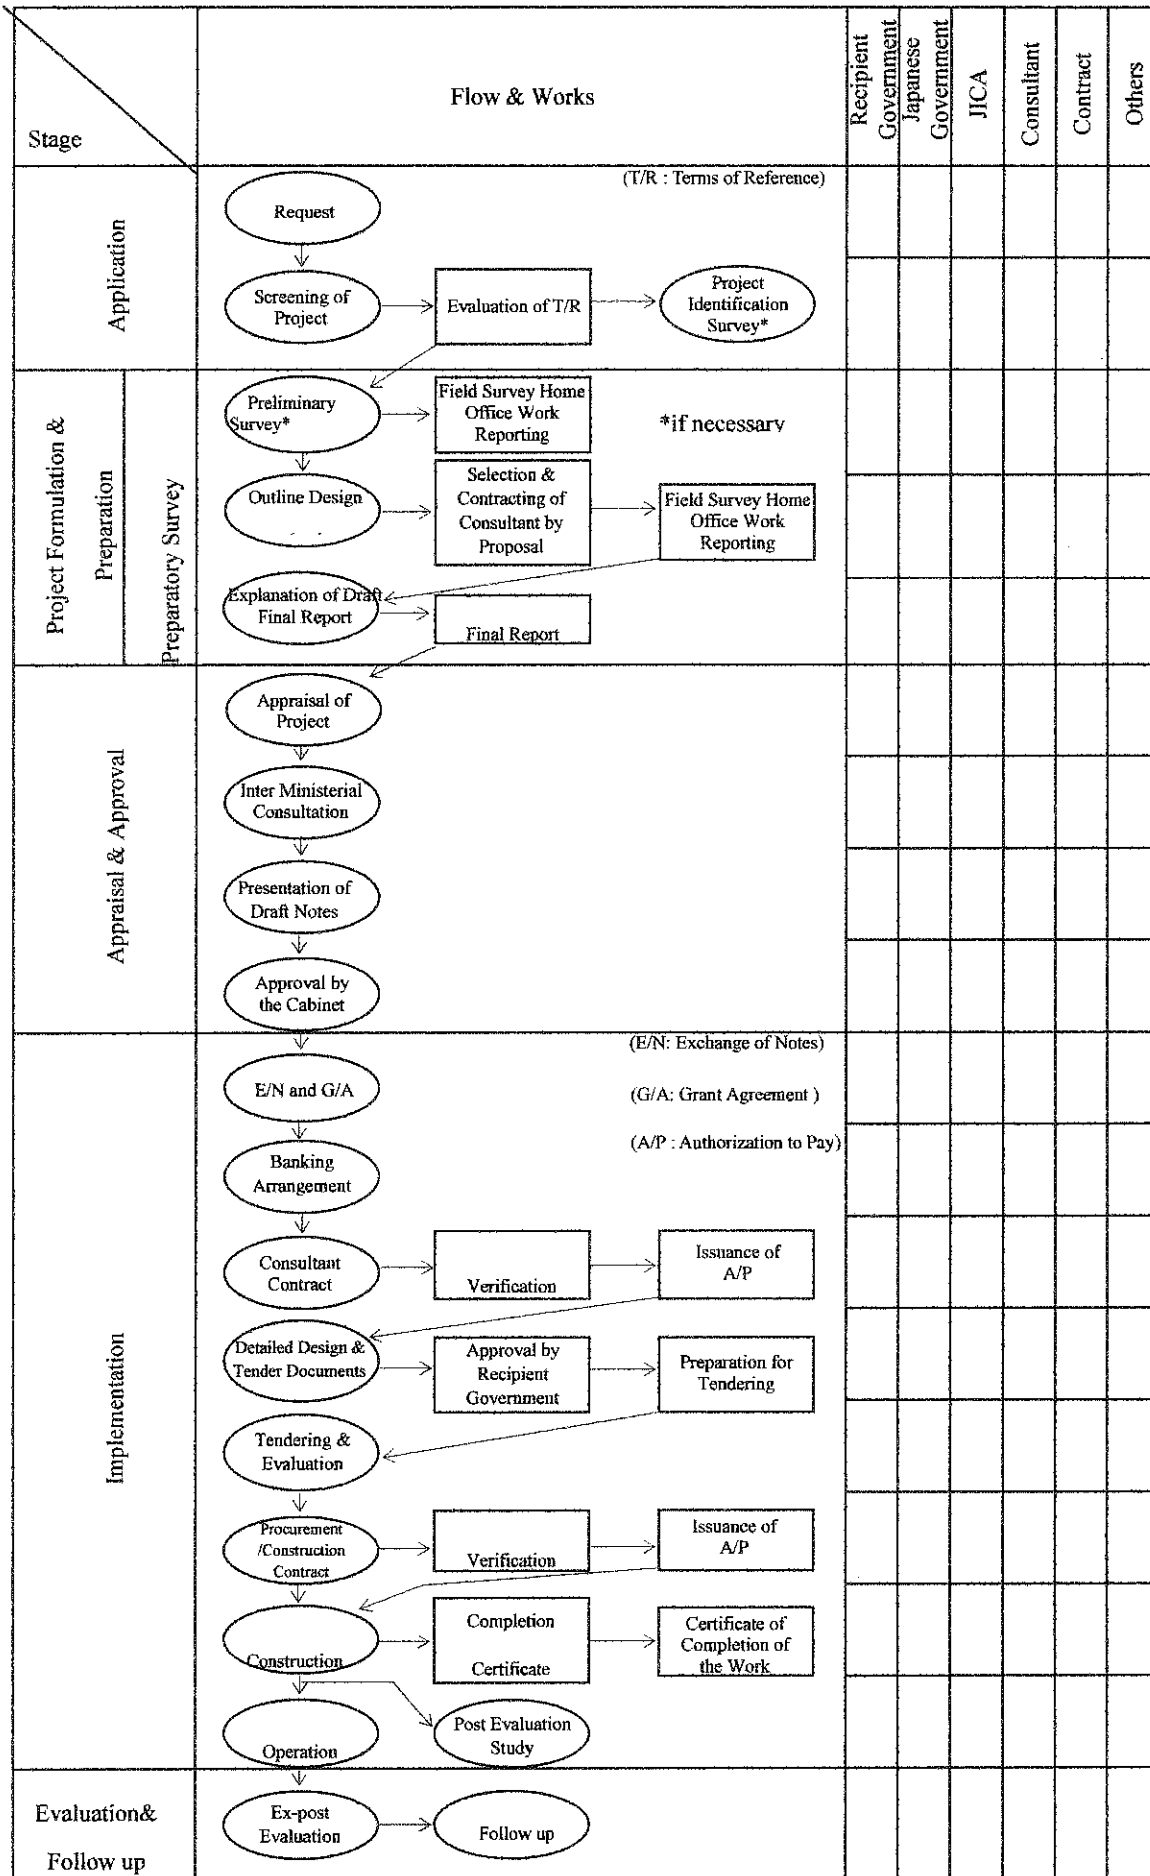 Stage
Flow & Works
Recipient
Government
Japanese
Government
JICA
Consultant
Contract
Others
Application
(T/R : Terms of Reference)
Request
Screening of
Project
Evaluation of T/R
Project
Identification
Survey*
Project Formulation &
Preparation
Preparatory Survey
Preliminary
Survey*
Field Survey Home
Office Work
Reporting
*if necessary
Outline Design
Selection &
Contracting of
Consultant by
Proposal
Field Survey Home
Office Work
Reporting
Explanation of Draft
Final Report
Final Report
Appraisal & Approval
Appraisal of
Project
Inter Ministerial
Consultation
Presentation of
Draft Notes
Approval by
the Cabinet
Implementation
(E/N: Exchange of Notes)
E/N and G/A
(G/A: Grant Agreement )
(A/P : Authorization to Pay)
Banking
Arrangement
Consultant
Contract
Verification
Issuance of
A/P
Detailed Design &
Tender Documents
Approval by
Recipient
Government
Preparation for
Tendering
Tendering &
Evaluation
Procurement
/Construction
Contract
Verification
Issuance of
A/P
Construction
Completion
Certificate
Certificate of
Completion of
the Work
Operation
Post Evaluation
Study
Evaluation&
Follow up
Ex-post
Evaluation
Follow up